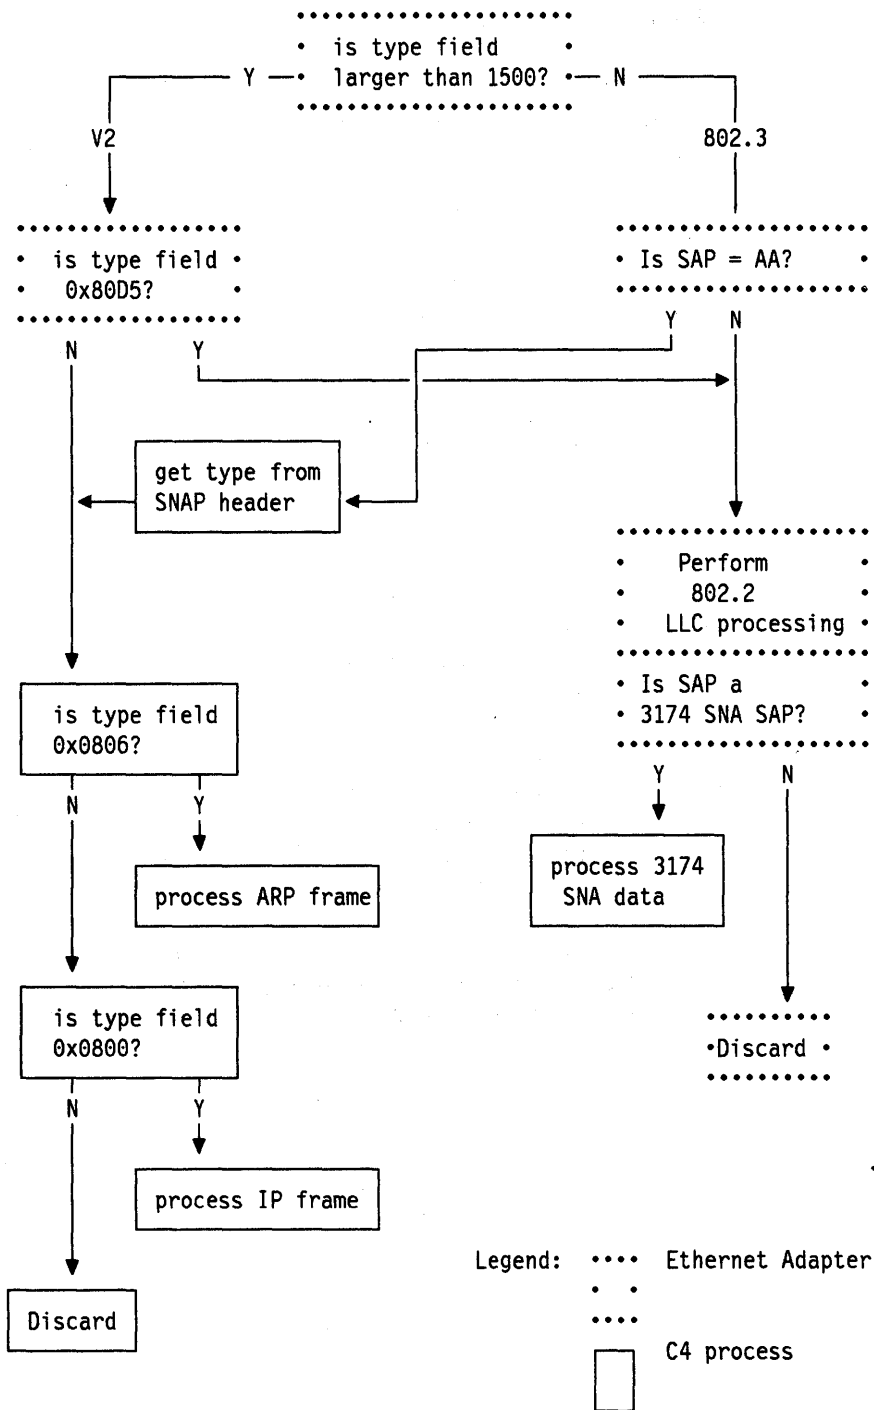 is type field
larger than 1500?
Y
N
V2
802.3
is type field
0x80D5?
Is SAP = AA?
N
Y
Y
N
get type from
SNAP header
Perform
802.2
LLC processing
Is SAP a
3174 SNA SAP?
is type field
0x0806?
Y
N
N
Y
process 3174
SNA data
process ARP frame
is type field
0x0800?
Discard
N
Y
process IP frame
Discard
Legend:
Ethernet Adapter
C4 process